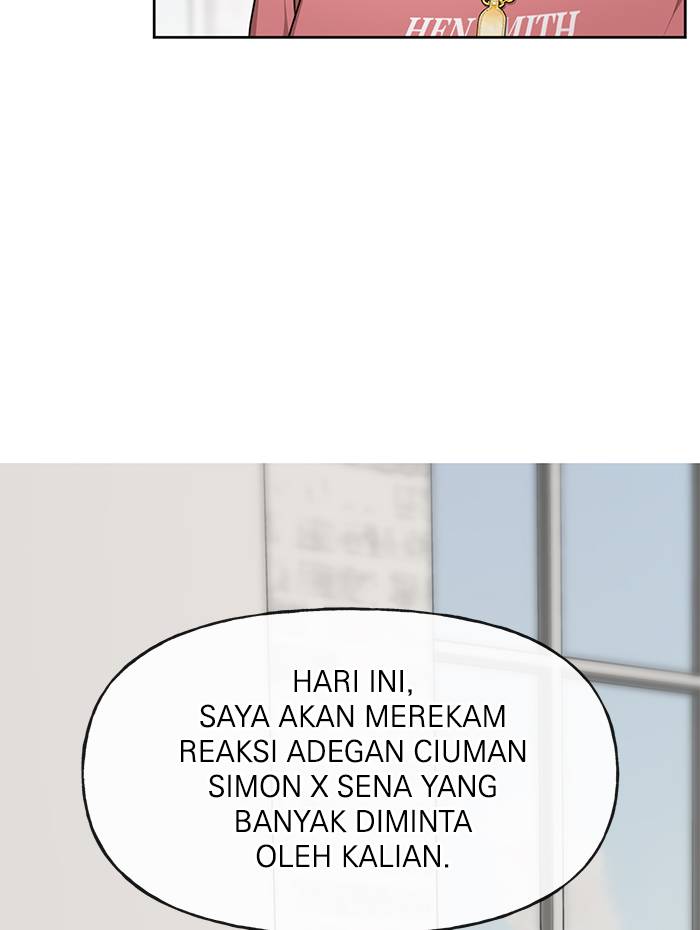 HEN MITH
HARI INI,
SAYA AKAN MEREKAM
REAKSI ADEGAN CIUMAN
SIMON X SENA YANG
BANYAK DIMINTA
OLEH KALIAN.